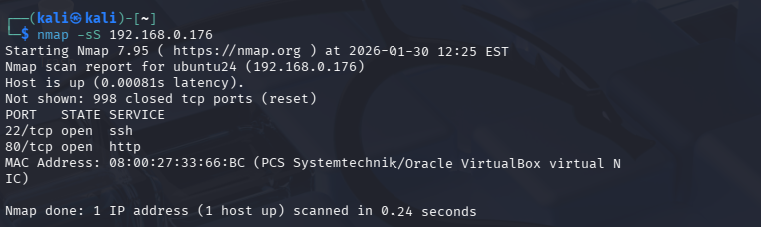 ┌──(kali㉿kali)-[~]
└─$ nmap -sS 192.168.0.176
Starting Nmap 7.95 ( https://nmap.org ) at 2026-01-30 12:25 EST
Nmap scan report for ubuntu24 (192.168.0.176)
Host is up (0.00081s latency).
Not shown: 998 closed tcp ports (reset)
PORT   STATE SERVICE
22/tcp open  ssh
80/tcp open  http
MAC Address: 08:00:27:33:66:BC (PCS Systemtechnik/Oracle VirtualBox virtual N
IC)
Nmap done: 1 IP address (1 host up) scanned in 0.24 seconds